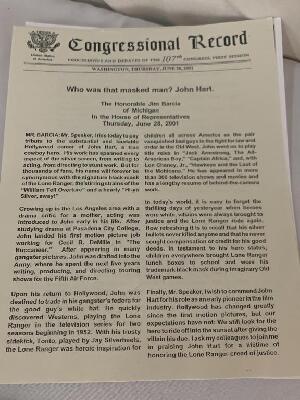 Congressional Record
PROCEEDINGS AND DEBATES OF THE 107th CONGRESS, FIRST SESSION
WASHINGTON, THURSDAY, JUNE 28, 2001
Who was that masked man? John Hart.
The Honorable Jim Barcia
of Michigan
In the House of Representatives
Thursday, June 28, 2001
MR. BARCIA: Mr. Speaker, I rise today to pay
tribute to the substantial and laudable
Hollywood career of John Hart, a true
cowboy hero. His work has spanned every
aspect of the silver screen, from writing to
acting, from directing to stunt work. But for
thousands of fans, his name will forever be
synonymous with the signature black mask
of the Lone Ranger, the stirring strains of the
"William Tell Overture" and a hearty "Hi-yo
Silver, away!"
Growing up in the Los Angeles area with a
drama critic for a mother, acting was
introduced to John early in his life. After
studying drama at Pasadena City College,
John landed his first motion picture job
working for Cecil B. DeMille in "The
Buccaneer." After appearing in many
gangster pictures, John was drafted into the
Army, where he spent the next five years
writing, producing, and directing touring
shows for the Fifth Air Force.
Upon his return to Hollywood, John was
destined to trade in his gangster's fedora for
the good guy's white hat. He quickly
discovered Westerns, playing the Lone
Ranger in the television series for two
seasons beginning in 1952. With his trusty
sidekick, Tonto, played by Jay Silverheels,
the Lone Ranger was heroic inspiration for
children all across America as the pair
vanquished bad guys in the fight for law and
order in the Old West. John went on to play
lead roles in "Jack Armstrong, The All-
American Boy," "Captain Africa," and, with
Lon Chaney, Jr., "Hawkeye and the Last of
the Mohicans." He has appeared in more
than 300 television shows and movies and
has a lengthy resume of behind-the-camera
work.
In today's world, it is easy to forget the
thrilling days of yesteryear when heroes
wore white, villains were always brought to
justice and the Lone Ranger rode again.
How refreshing it is to recall that his silver
bullets never killed anyone and that he never
sought compensation or credit for his good
deeds. In testament to his hero status,
children everywhere brought Lone Ranger
lunch boxes to school and wore his
trademark black mask during imaginary Old
West games.
Finally, Mr. Speaker, I wish to commend John
Hart for his role as an early pioneer in the film
industry. Hollywood has changed greatly
since the first motion pictures, but our
expectations have not: We still look for the
hero to ride off into the sunset after giving the
villain his due. I ask my colleagues to join me
in praising John Hart for a lifetime of
honoring the Lone Ranger creed of justice.